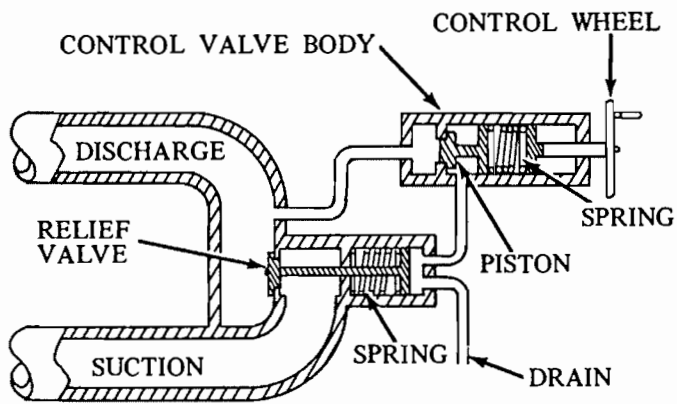 CONTROL WHEEL
CONTROL VALVE BODY
DISCHARGE
SPRING
RELIEF
VALVE
PISTON
SPRING
SUCTION
DRAIN